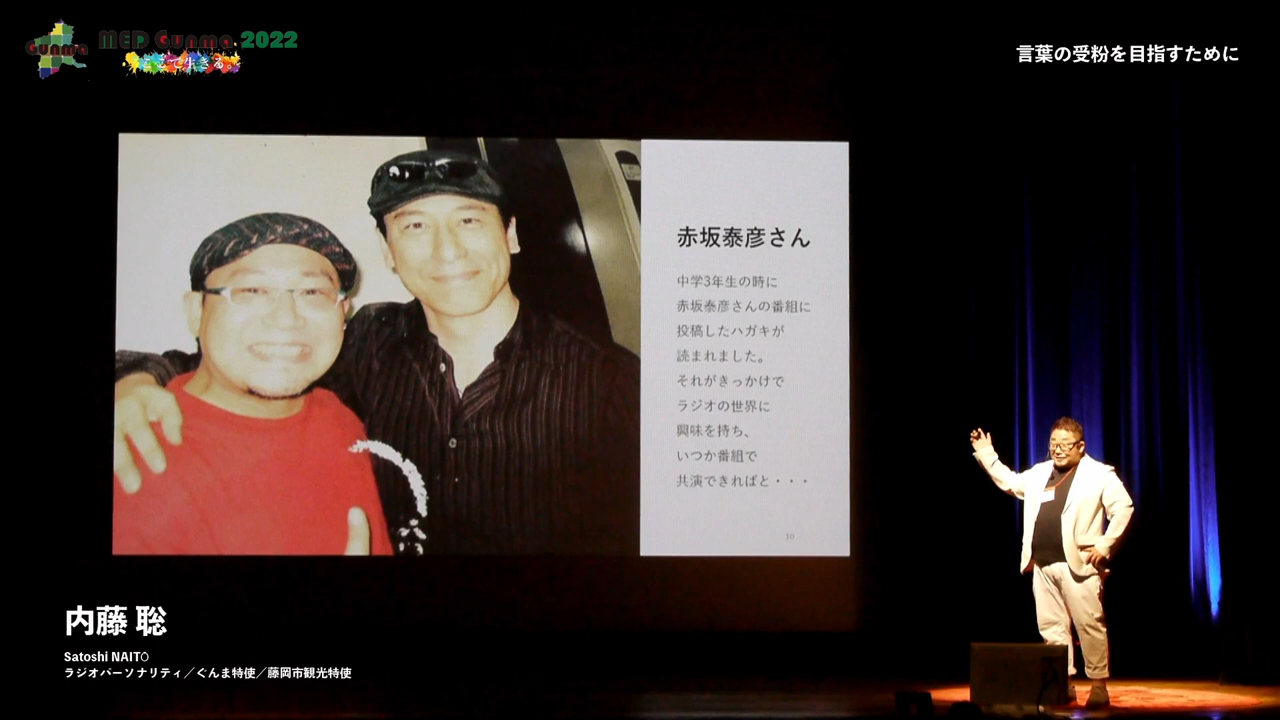 Gunma
MED Gunma 2022
で生きる。
言葉の受粉を目指すために
赤坂泰彦さん
中学3年生の時に
赤坂泰彦さんの番組に
投稿したハガキが
読まれました。
それがきっかけで
ラジオの世界に
興味を持ち、
いつか番組で
共演できればと・・・
10
内藤 聡
Satoshi NAITO
ラジオパーソナリティ／ぐんま特使／藤岡市観光特使